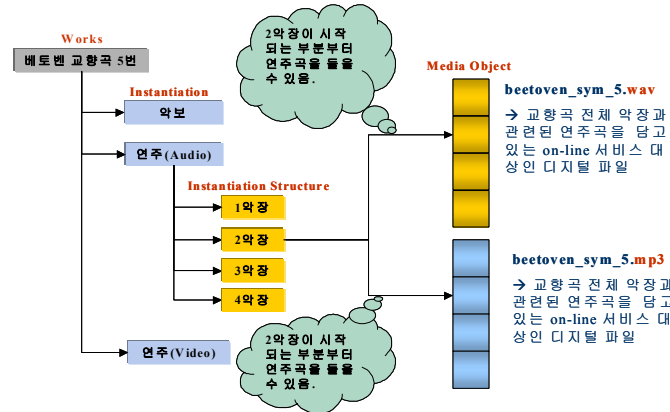 Works
베토벤 교향곡 5번
Instantiation
악보
연주(Audio)
Instantiation Structure
1악장
2악장
3악장
4악장
연주(Video)
2악장이 시작
되는 부분부터
연주곡을 들을
수 있음.
2악장이 시작
되는 부분부터
연주곡을 들을
수 있음.
Media Object
beetoven_sym_5.wav
→ 교향곡 전체 악장과
관련된 연주곡을 담고
있는 on-line 서비스 대
상인 디지털 파일
beetoven_sym_5.mp3
→ 교향곡 전체 악장과
관련된 연주곡을 담고
있는 on-line 서비스 대
상인 디지털 파일